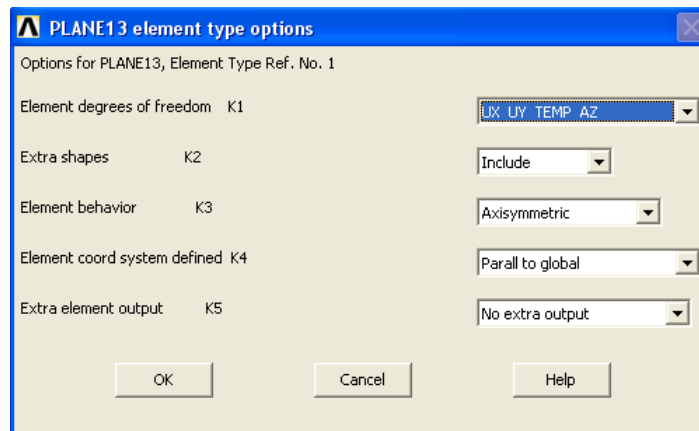 PLANE13 element type options
Options for PLANE13, Element Type Ref. No. 1
Element degrees of freedom K1 UX UY TEMP AZ
Extra shapes K2 Include
Element behavior K3 Axisymmetric
Element coord system defined K4 Parall to global
Extra element output K5 No extra output
OK Cancel Help